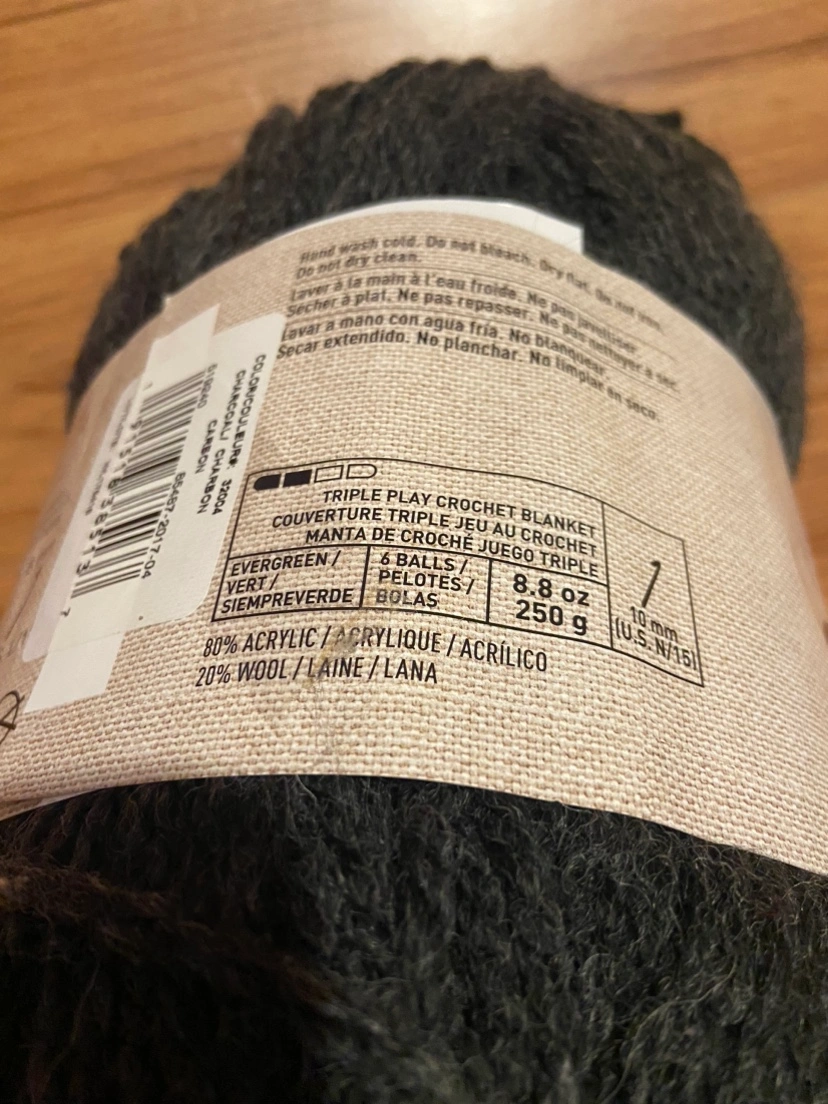 Hand wash cold. Do not bleach. Dry flat. Do not iron.
Do not dry clean.
Laver à la main à l'eau froide. Ne pas javelliser.
Sécher à plat. Ne pas repasser. Ne pas nettoyer à sec.
Lavar a mano con agua fría. No blanquear.
Secar extendido. No planchar. No limpiar en seco.
COLOR/COULEUR#: 32004
CHARCOAL/ CHARBON
CARBON
TRIPLE PLAY CROCHET BLANKET
COUVERTURE TRIPLE JEU AU CROCHET
MANTA DE CROCHÉ JUEGO TRIPLE
EVERGREEN /
VERT /
SIEMPREVERDE
6 BALLS /
PELOTES /
BOLAS
8.8 oz
250 g
10 mm
(U.S. N/15)
80% ACRYLIC / ACRYLIQUE / ACRÍLICO
20% WOOL / LAINE / LANA